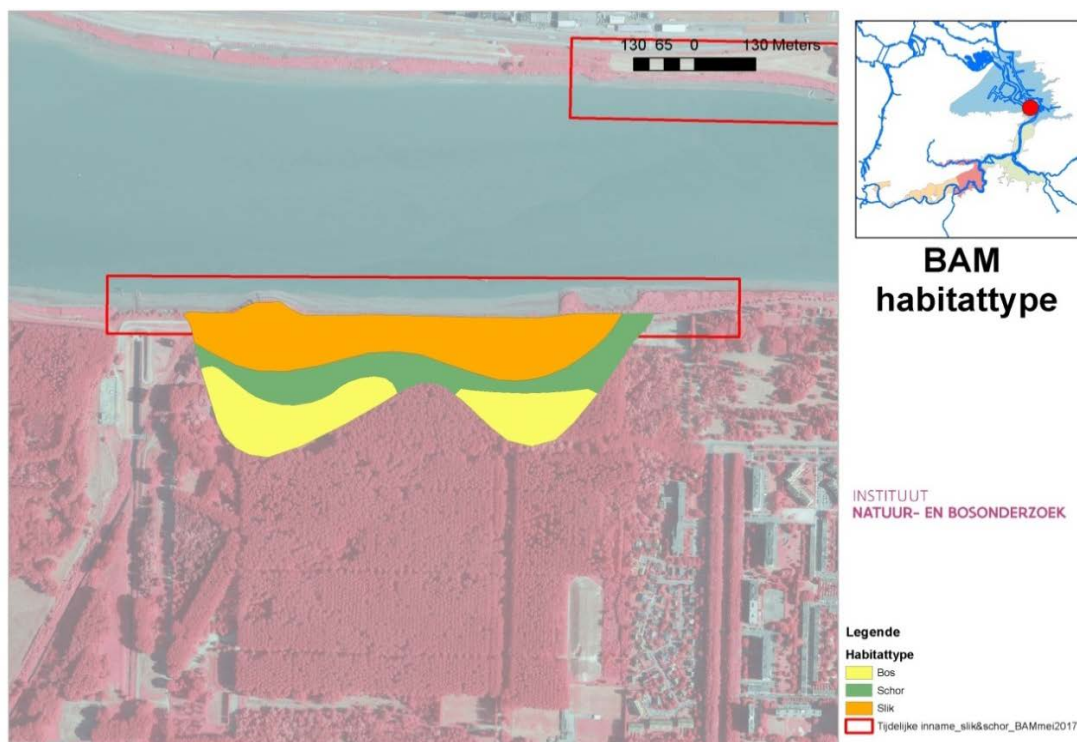 130 65 0 130 Meters
BAM
habitattype
INSTITUUT
NATUUR- EN BOSONDERZOEK
Legende
Habitattype
Bos
Schor
Slik
Tijdelijke inname_slik&schor_BAMmei2017